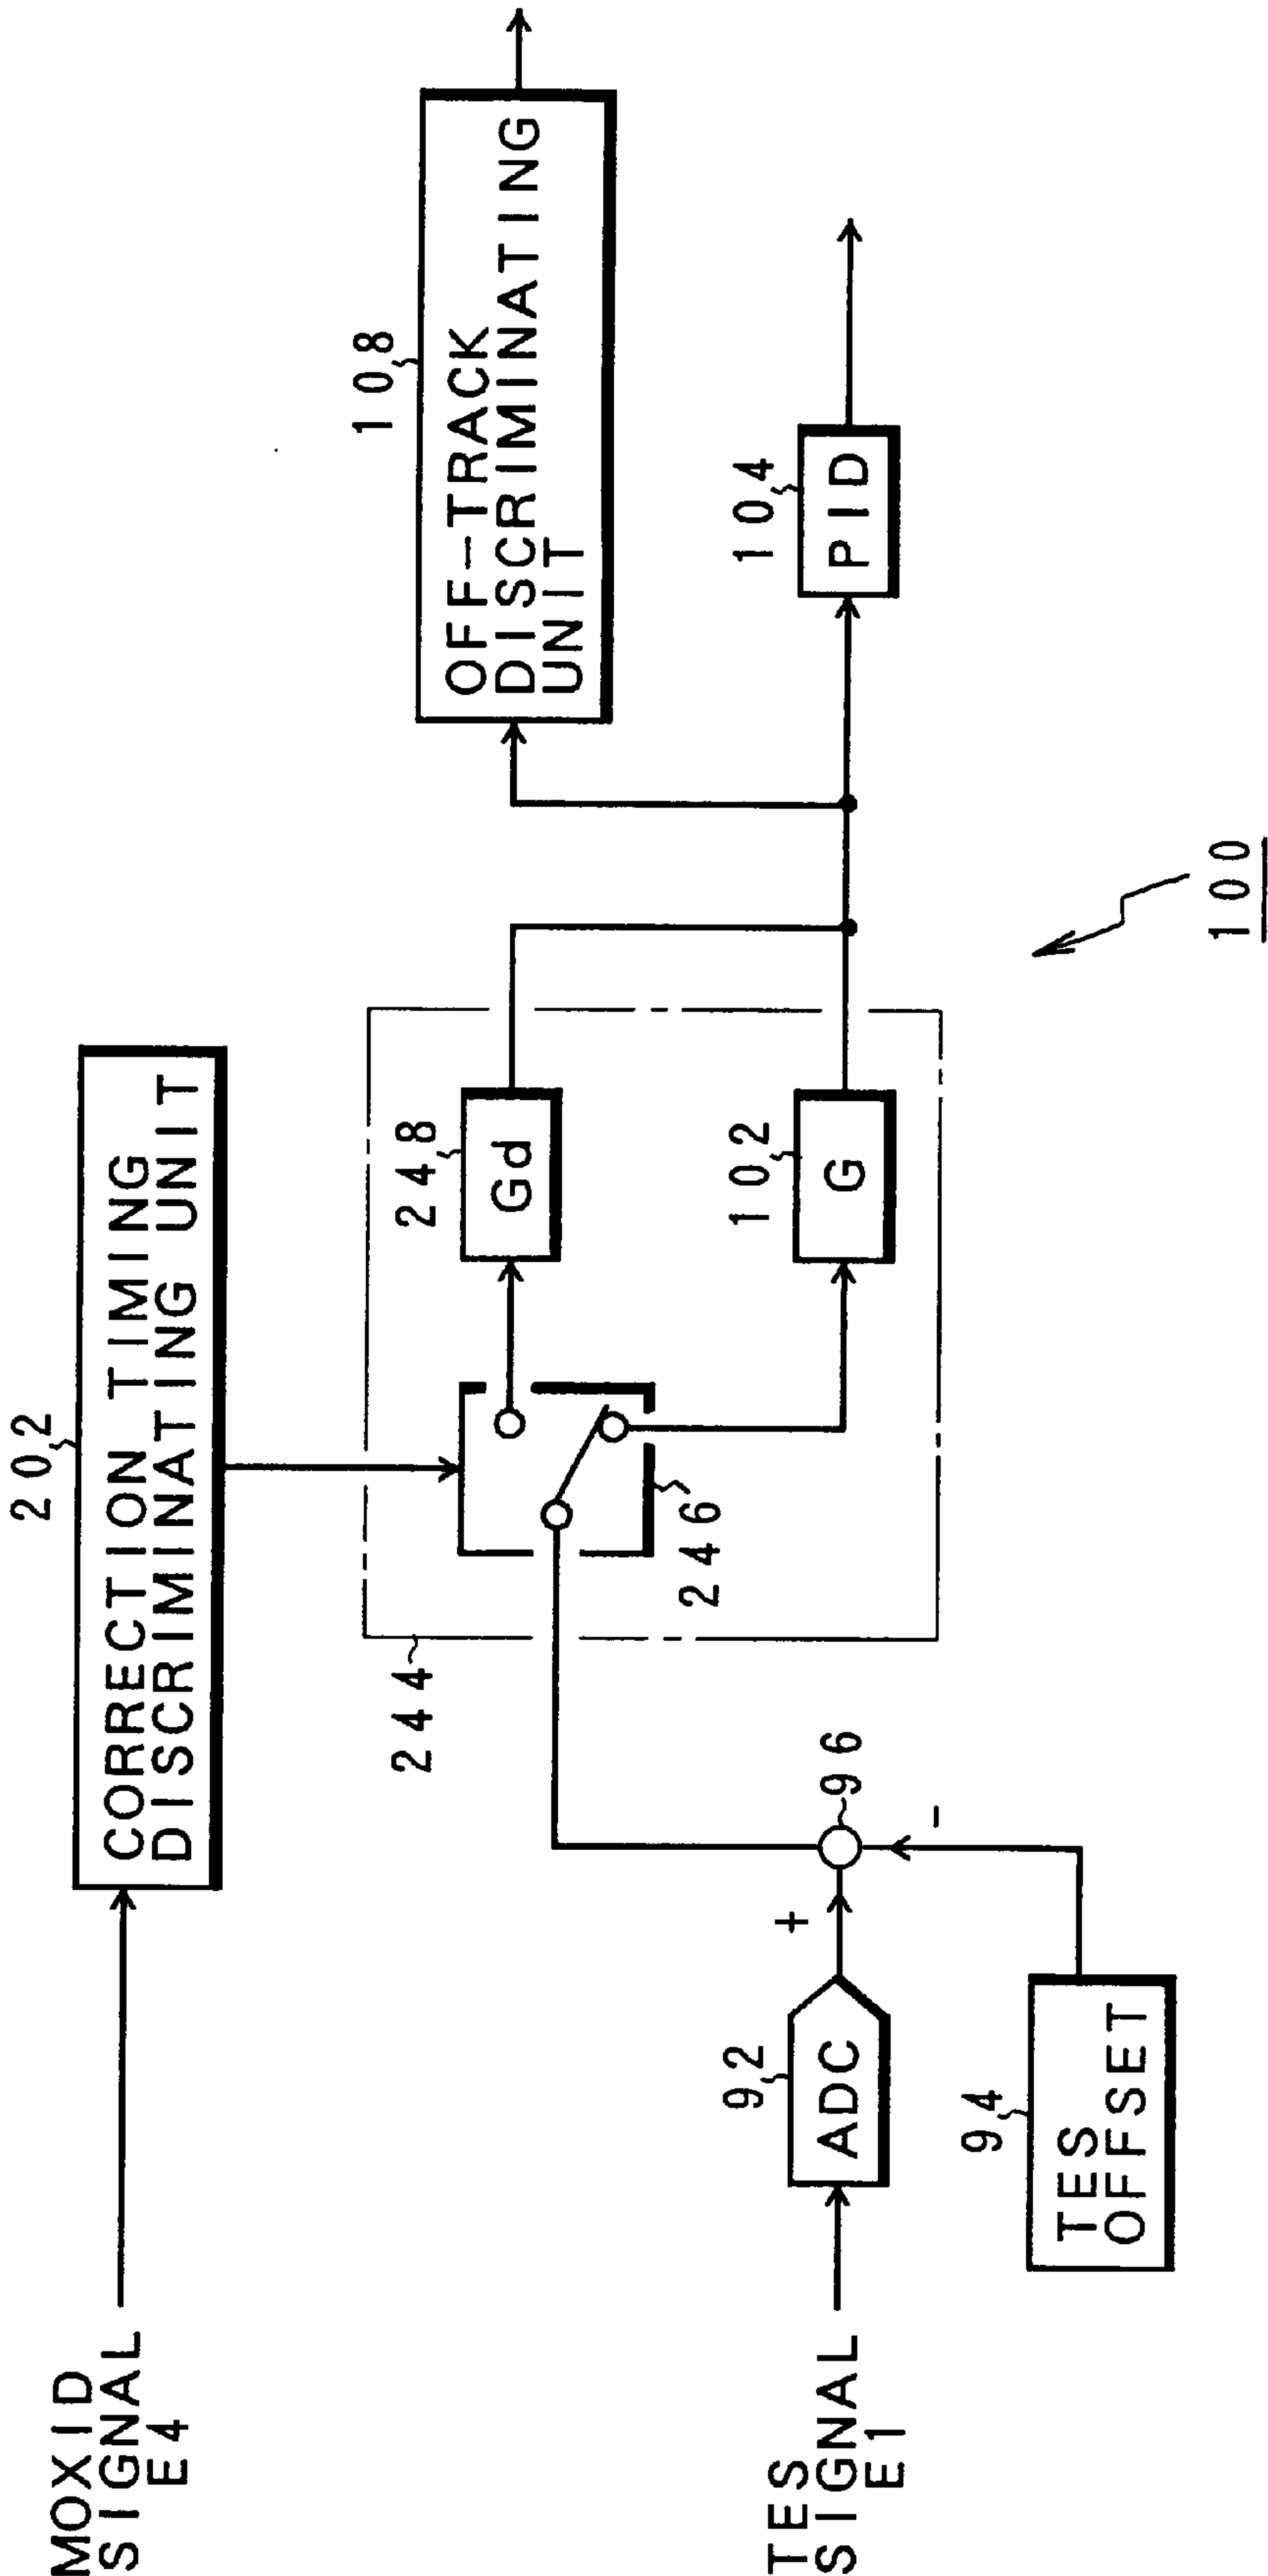 MOXID
SIGNAL
E4
202
CORRECTION TIMING
DISCRIMINATING UNIT
244
246
248
Gd
102
G
108
OFF-TRACK
DISCRIMINATING
UNIT
104
PID
TES
SIGNAL
E1
92
ADC
+
96
-
94
TES
OFFSET
100